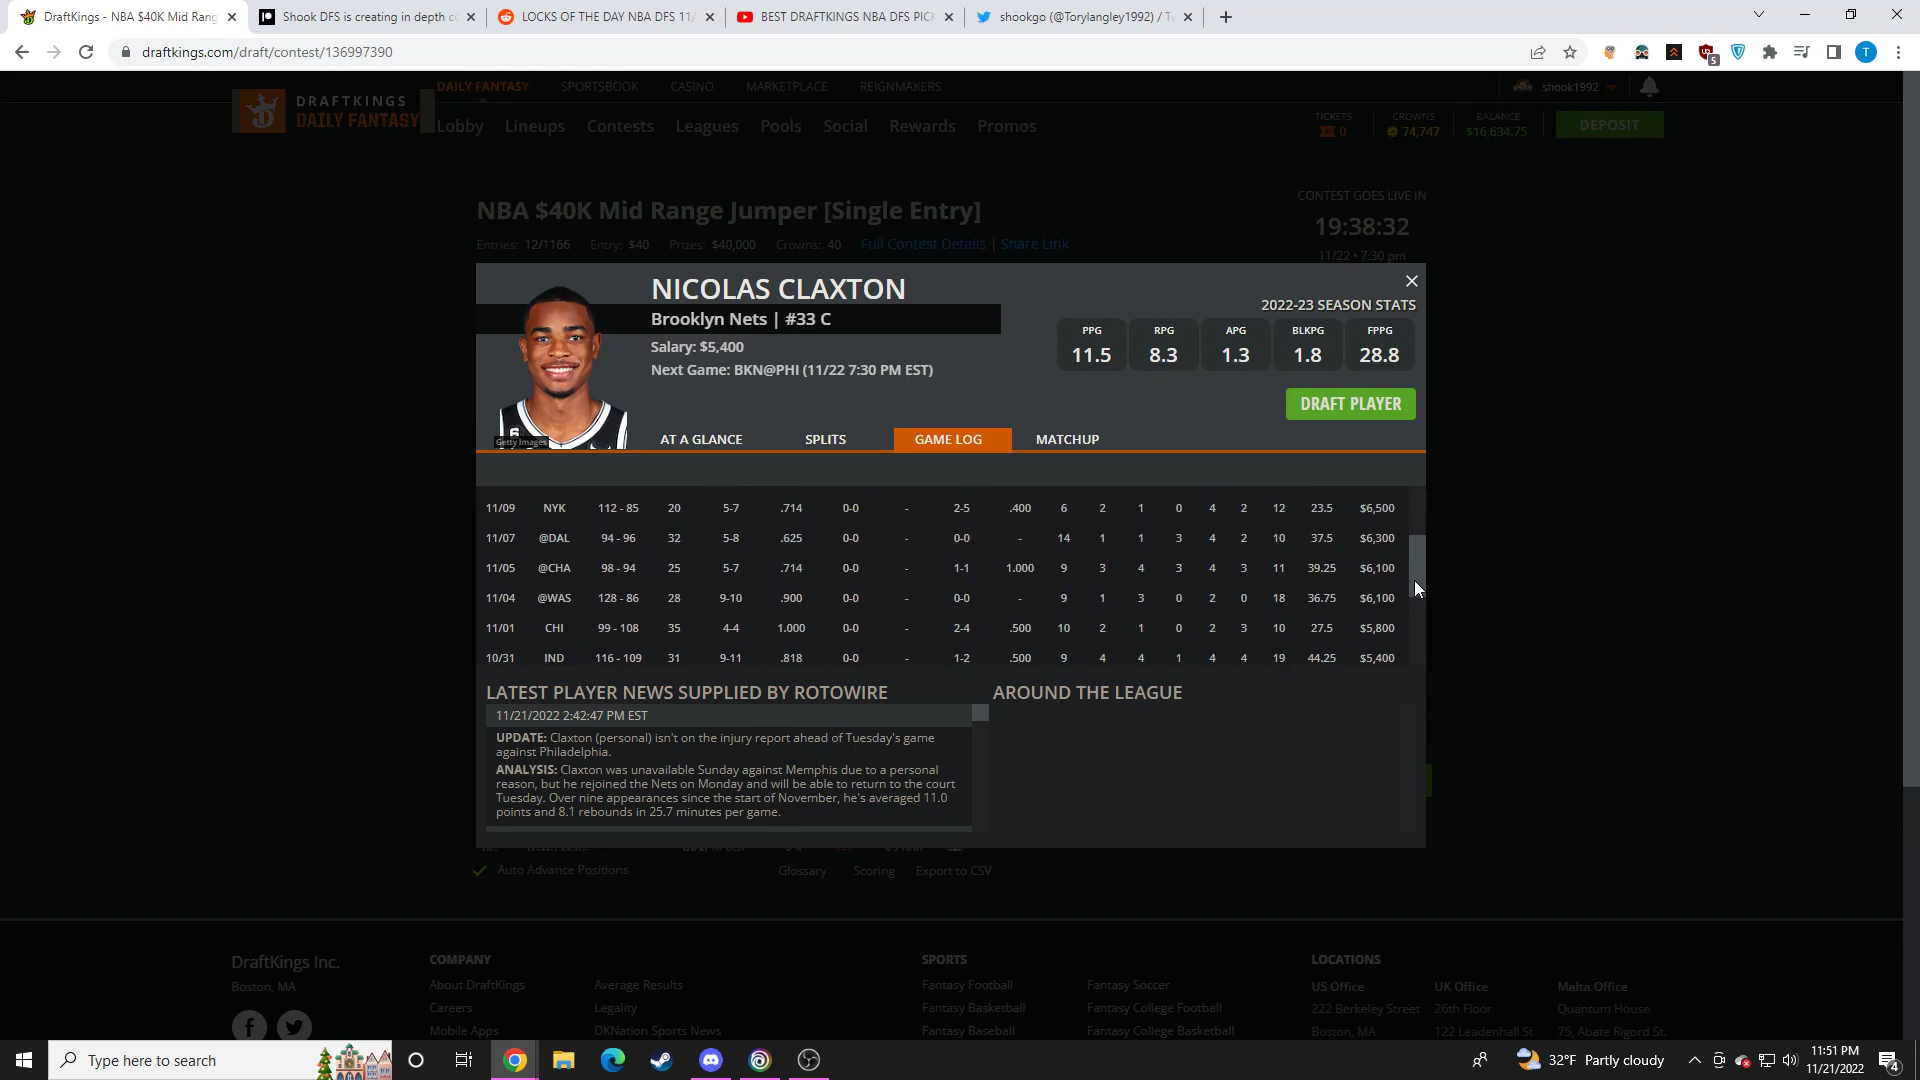 DraftKings - NBA $40K Mid Rang
Shook DFS is creating in depth co
LOCKS OF THE DAY NBA DFS 11/
BEST DRAFTKINGS NBA DFS PICK
shookgo (@Torylangley1992) / Tw
draftkings.com/draft/contest/136997390
5
T
DRAFTKINGS
DAILY FANTASY
DAILY FANTASY SPORTSBOOK CASINO MARKETPLACE REIGNMAKERS
shook1992
Lobby Lineups Contests Leagues Pools Social Rewards Promos
TICKETS CROWNS BALANCE
0 74,747 $16,634.75
DEPOSIT
NBA $40K Mid Range Jumper [Single Entry]
CONTEST GOES LIVE IN
19:38:32
11/22 • 7:30 pm
Entries: 12/1166 Entry: $40 Prizes: $40,000 Crowns: 40 Full Contest Details | Share Link
NICOLAS CLAXTON
Brooklyn Nets | #33 C
Salary: $5,400
Next Game: BKN@PHI (11/22 7:30 PM EST)
Getty Images
2022-23 SEASON STATS
PPG RPG APG BLKPG FPPG
11.5 8.3 1.3 1.8 28.8
DRAFT PLAYER
AT A GLANCE SPLITS GAME LOG MATCHUP
11/09 NYK 112 - 85 20 5-7 .714 0-0 - 2-5 .400 6 2 1 0 4 2 12 23.5 $6,500
11/07 @DAL 94 - 96 32 5-8 .625 0-0 - 0-0 - 14 1 1 3 4 2 10 37.5 $6,300
11/05 @CHA 98 - 94 25 5-7 .714 0-0 - 1-1 1.000 9 3 4 3 4 3 11 39.25 $6,100
11/04 @WAS 128 - 86 28 9-10 .900 0-0 - 0-0 - 9 1 3 0 2 0 18 36.75 $6,100
11/01 CHI 99 - 108 35 4-4 1.000 0-0 - 2-4 .500 10 2 1 0 2 3 10 27.5 $5,800
10/31 IND 116 - 109 31 9-11 .818 0-0 - 1-2 .500 9 4 4 1 4 4 19 44.25 $5,400
LATEST PLAYER NEWS SUPPLIED BY ROTOWIRE
AROUND THE LEAGUE
11/21/2022 2:42:47 PM EST
UPDATE: Claxton (personal) isn't on the injury report ahead of Tuesday's game
against Philadelphia.
ANALYSIS: Claxton was unavailable Sunday against Memphis due to a personal
reason, but he rejoined the Nets on Monday and will be able to return to the court
Tuesday. Over nine appearances since the start of November, he's averaged 11.0
points and 8.1 rebounds in 25.7 minutes per game.
Auto Advance Positions Glossary Scoring Export to CSV
DraftKings Inc.
Boston, MA
COMPANY
About DraftKings Average Results
Careers Legality
Mobile Apps DKNation Sports News
SPORTS
Fantasy Football Fantasy Soccer
Fantasy Basketball Fantasy College Football
Fantasy Baseball Fantasy College Basketball
LOCATIONS
US Office UK Office Malta Office
222 Berkeley Street 26th Floor Quantum House
Boston, MA 122 Leadenhall St 75, Abate Rigord St.
Type here to search
32°F Partly cloudy
11:51 PM
11/21/2022
4